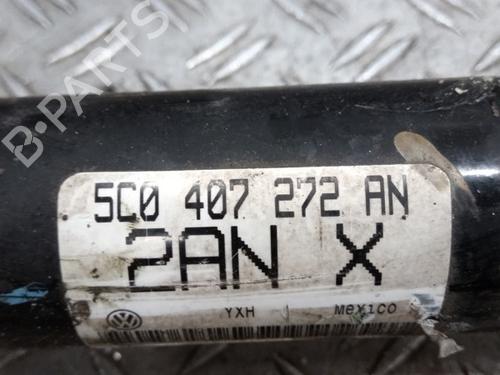 B-PARTS
5C0 407 272 AN
2AN X
YXH mexico